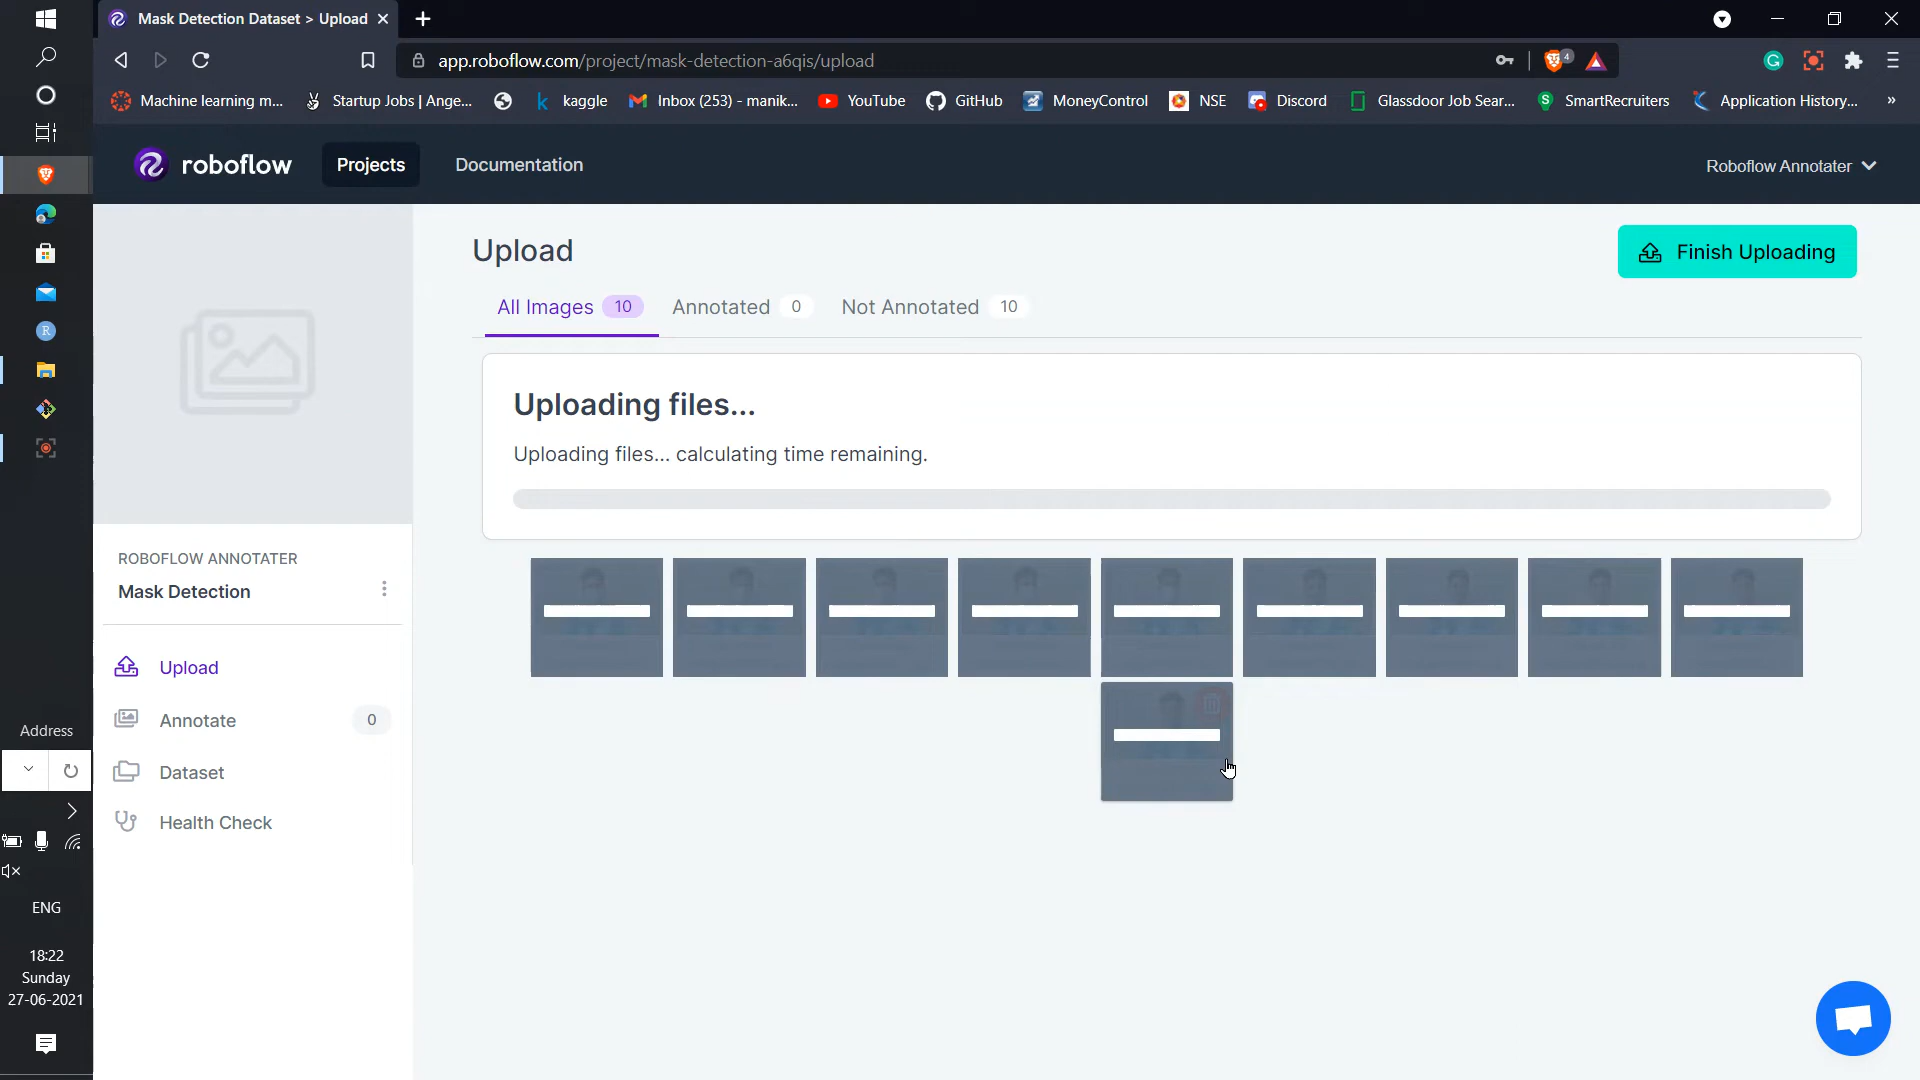 Mask Detection Dataset > Upload
app.roboflow.com/project/mask-detection-a6qis/upload
4
Machine learning m...
Startup Jobs | Ange...
kaggle
Inbox (253) - manik...
YouTube
GitHub
MoneyControl
NSE
Discord
Glassdoor Job Sear...
SmartRecruiters
Application History...
»
roboflow
Projects
Documentation
Roboflow Annotater
Upload
Finish Uploading
All Images 10
Annotated 0
Not Annotated 10
Uploading files...
Uploading files... calculating time remaining.
ROBOFLOW ANNOTATER
Mask Detection
Upload
Annotate 0
Dataset
Health Check
Address
ENG
18:22
Sunday
27-06-2021